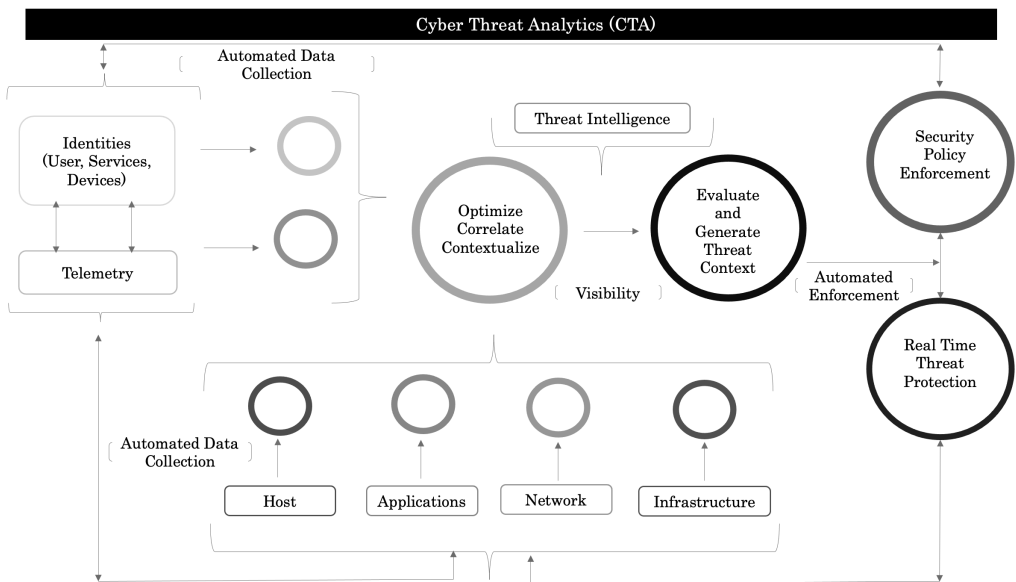 Cyber Threat Analytics (CTA)
Automated Data
Collection
Identities
(User, Services,
Devices)
Telemetry
Threat Intelligence
Optimize
Correlate
Contextualize
Visibility
Evaluate
and
Generate
Threat
Context
Security
Policy
Enforcement
Automated
Enforcement
Real Time
Threat
Protection
Automated Data
Collection
Host
Applications
Network
Infrastructure